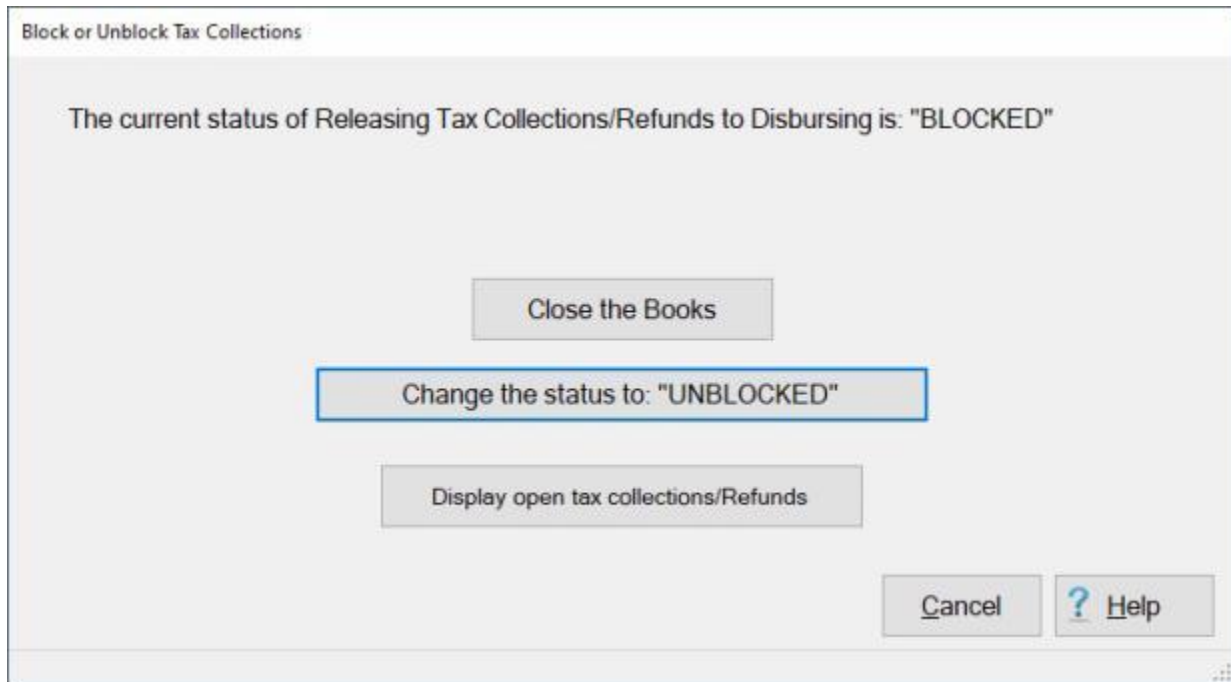 Block or Unblock Tax Collections
The current status of Releasing Tax Collections/Refunds to Disbursing is: "BLOCKED"
Close the Books
Change the status to: "UNBLOCKED"
Display open tax collections/Refunds
Cancel
? Help